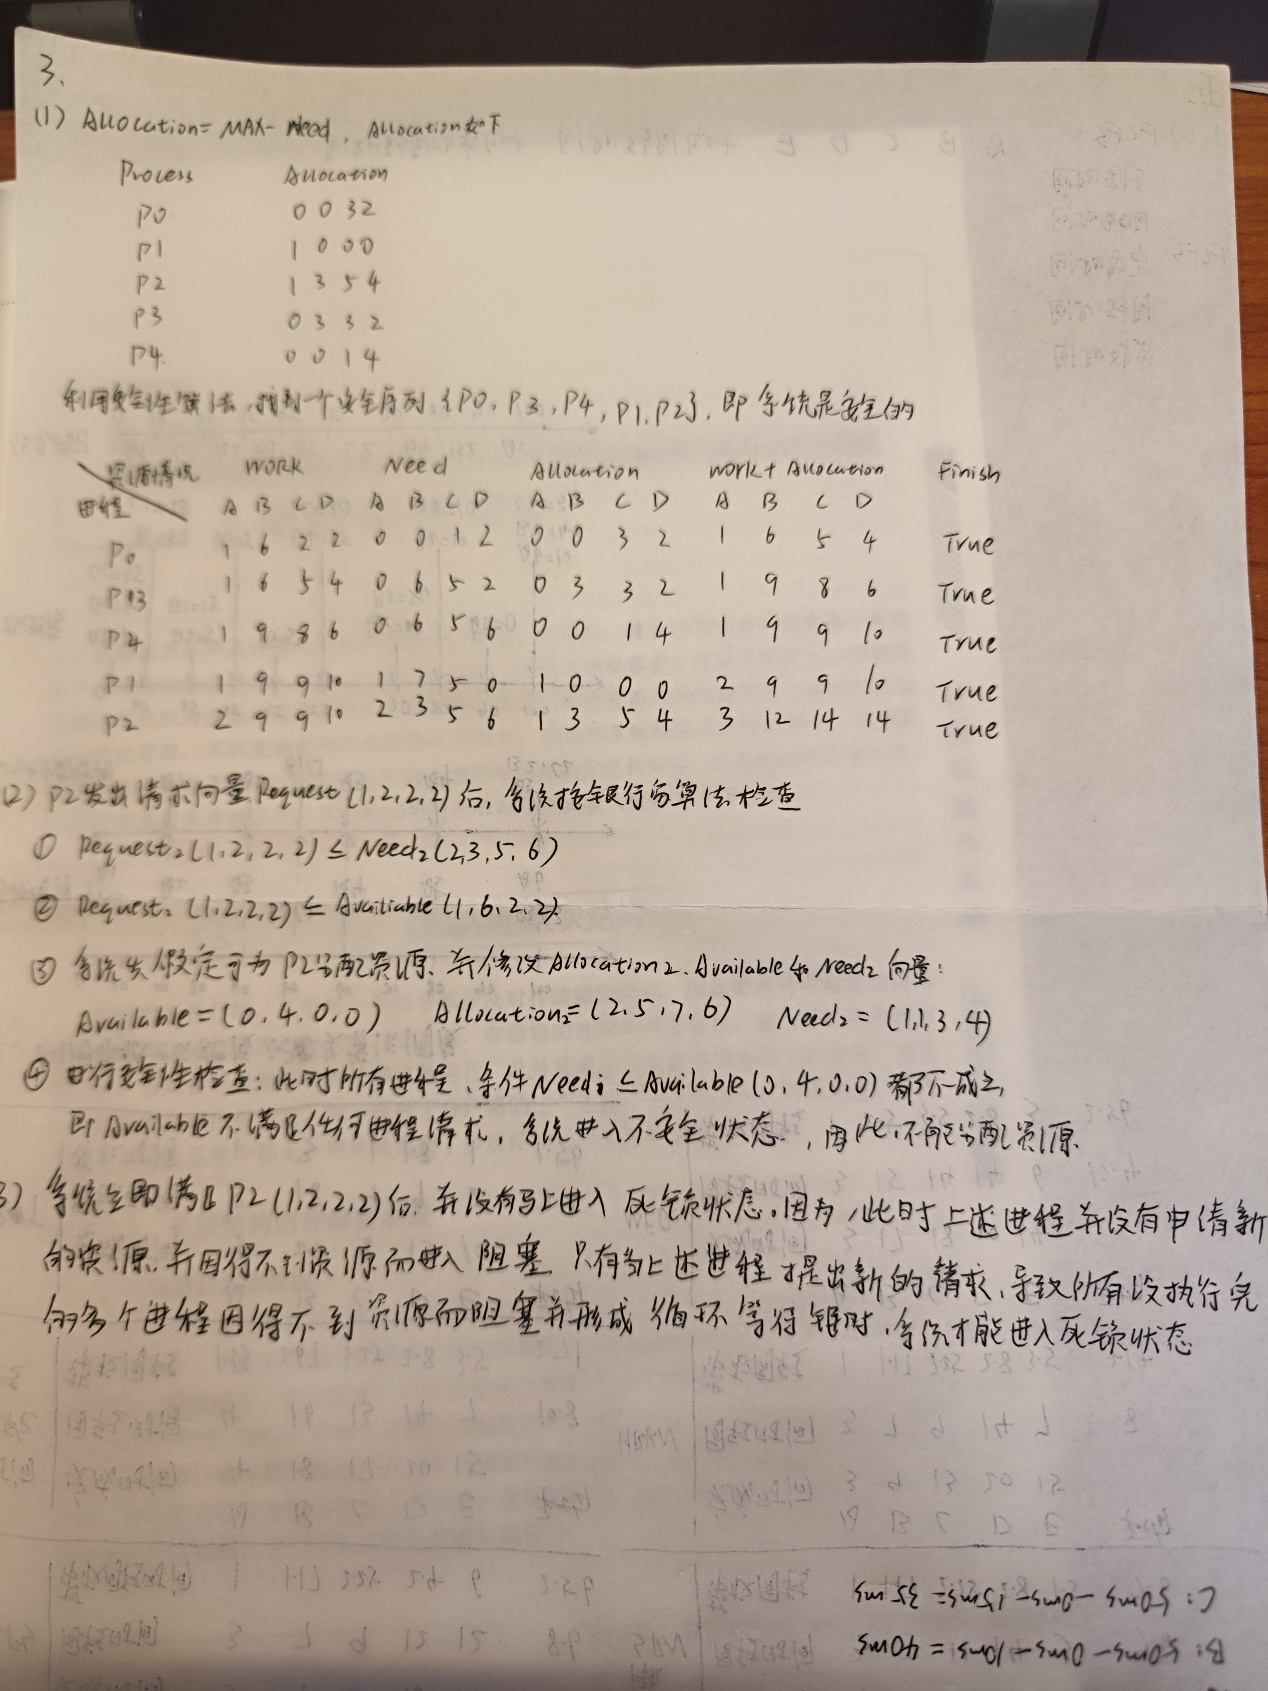 3、
(1) Allocation = MAX - Need, Allocation如下
Process Allocation
P0 0 0 3 2
P1 1 0 0 0
P2 1 3 5 4
P3 0 3 3 2
P4 0 0 1 4
利用安全性算法,找到一个安全序列 {P0, P3, P4, P1, P2}, 即系统是安全的
资源情况 Work Need Allocation Work + Allocation Finish
进程 A B C D A B C D A B C D A B C D
P0 1 6 2 2 0 0 1 2 0 0 3 2 1 6 5 4 True
P3 1 6 5 4 0 6 5 2 0 3 3 2 1 9 8 6 True
P4 1 9 8 6 0 6 5 6 0 0 1 4 1 9 9 10 True
P1 1 9 9 10 1 7 5 0 1 0 0 0 2 9 9 10 True
P2 2 9 9 10 2 3 5 6 1 3 5 4 3 12 14 14 True
(2) P2发出请求向量Request(1,2,2,2)后, 系统按银行家算法检查
① Request₂(1,2,2,2) ≤ Need₂(2,3,5,6)
② Request₂(1,2,2,2) ≤ Availiable(1,6,2,2)
③ 系统先假定可为P2分配资源、并修改Allocation2、Available和Need₂向量:
Available=(0,4,0,0) Allocation₂=(2,5,7,6) Need₂=(1,1,3,4)
④ 进行安全性检查:此时所有进程,条件Needi ≤ Available(0,4,0,0)都不成立,
即Available不满足任何进程请求,系统进入不安全状态,因此,不能分配资源
3) 系统立即满足P2(1,2,2,2)后,并没有马上进入死锁状态。因为,此时上述进程并没有申请新
的资源,并因得不到资源而进入阻塞 只有当上述进程提出新的请求、导致所有没执行完
的多个进程因得不到资源而阻塞并形成循环等待链时,系统才能进入死锁状态
C: 50ms-0ms-15ms=35ms
B: 50ms-0ms-10ms=40ms